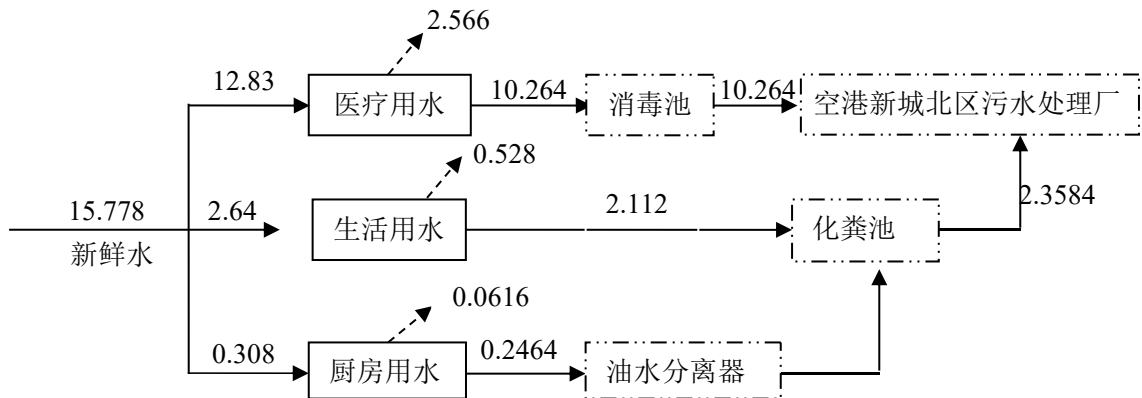 2.566
12.83
医疗用水
10.264
消毒池
10.264
空港新城北区污水处理厂
0.528
15.778
新鲜水
2.64
生活用水
2.112
化粪池
2.3584
0.0616
0.308
厨房用水
0.2464
油水分离器